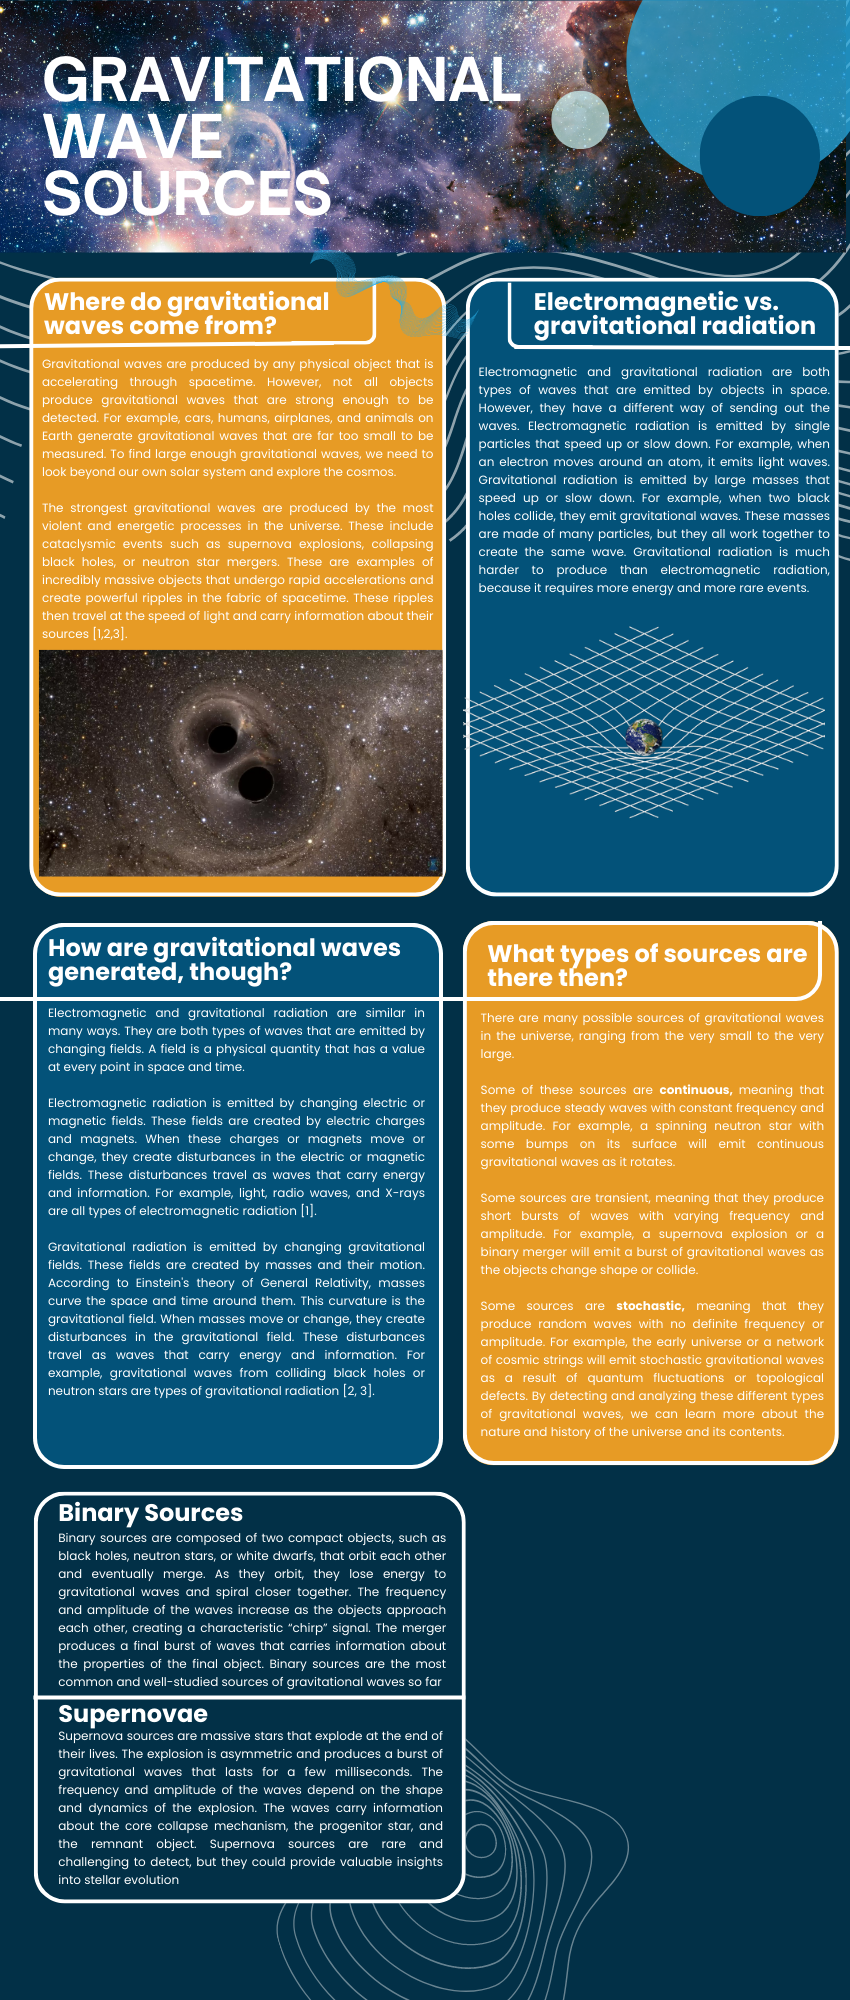 GRAVITATIONAL
WAVE
SOURCES
Where do gravitational
waves come from?
Gravitational waves are produced by any physical object that is
accelerating through spacetime. However, not all objects
produce gravitational waves that are strong enough to be
detected. For example, cars, humans, airplanes, and animals on
Earth generate gravitational waves that are far too small to be
measured. To find large enough gravitational waves, we need to
look beyond our own solar system and explore the cosmos.
The strongest gravitational waves are produced by the most
violent and energetic processes in the universe. These include
cataclysmic events such as supernova explosions, collapsing
black holes, or neutron star mergers. These are examples of
incredibly massive objects that undergo rapid accelerations and
create powerful ripples in the fabric of spacetime. These ripples
then travel at the speed of light and carry information about their
sources [1,2,3].
Electromagnetic vs.
gravitational radiation
Electromagnetic and gravitational radiation are both
types of waves that are emitted by objects in space.
However, they have a different way of sending out the
waves. Electromagnetic radiation is emitted by single
particles that speed up or slow down. For example, when
an electron moves around an atom, it emits light waves.
Gravitational radiation is emitted by large masses that
speed up or slow down. For example, when two black
holes collide, they emit gravitational waves. These masses
are made of many particles, but they all work together to
create the same wave. Gravitational radiation is much
harder to produce than electromagnetic radiation,
because it requires more energy and more rare events.
How are gravitational waves
generated, though?
Electromagnetic and gravitational radiation are similar in
many ways. They are both types of waves that are emitted by
changing fields. A field is a physical quantity that has a value
at every point in space and time.
Electromagnetic radiation is emitted by changing electric or
magnetic fields. These fields are created by electric charges
and magnets. When these charges or magnets move or
change, they create disturbances in the electric or magnetic
fields. These disturbances travel as waves that carry energy
and information. For example, light, radio waves, and X-rays
are all types of electromagnetic radiation [1].
Gravitational radiation is emitted by changing gravitational
fields. These fields are created by masses and their motion.
According to Einstein's theory of General Relativity, masses
curve the space and time around them. This curvature is the
gravitational field. When masses move or change, they create
disturbances in the gravitational field. These disturbances
travel as waves that carry energy and information. For
example, gravitational waves from colliding black holes or
neutron stars are types of gravitational radiation [2, 3].
What types of sources are
there then?
There are many possible sources of gravitational waves
in the universe, ranging from the very small to the very
large.
Some of these sources are continuous, meaning that
they produce steady waves with constant frequency and
amplitude. For example, a spinning neutron star with
some bumps on its surface will emit continuous
gravitational waves as it rotates.
Some sources are transient, meaning that they produce
short bursts of waves with varying frequency and
amplitude. For example, a supernova explosion or a
binary merger will emit a burst of gravitational waves as
the objects change shape or collide.
Some sources are stochastic, meaning that they
produce random waves with no definite frequency or
amplitude. For example, the early universe or a network
of cosmic strings will emit stochastic gravitational waves
as a result of quantum fluctuations or topological
defects. By detecting and analyzing these different types
of gravitational waves, we can learn more about the
nature and history of the universe and its contents.
Binary Sources
Binary sources are composed of two compact objects, such as
black holes, neutron stars, or white dwarfs, that orbit each other
and eventually merge. As they orbit, they lose energy to
gravitational waves and spiral closer together. The frequency
and amplitude of the waves increase as the objects approach
each other, creating a characteristic “chirp” signal. The merger
produces a final burst of waves that carries information about
the properties of the final object. Binary sources are the most
common and well-studied sources of gravitational waves so far
Supernovae
Supernova sources are massive stars that explode at the end of
their lives. The explosion is asymmetric and produces a burst of
gravitational waves that lasts for a few milliseconds. The
frequency and amplitude of the waves depend on the shape
and dynamics of the explosion. The waves carry information
about the core collapse mechanism, the progenitor star, and
the remnant object. Supernova sources are rare and
challenging to detect, but they could provide valuable insights
into stellar evolution